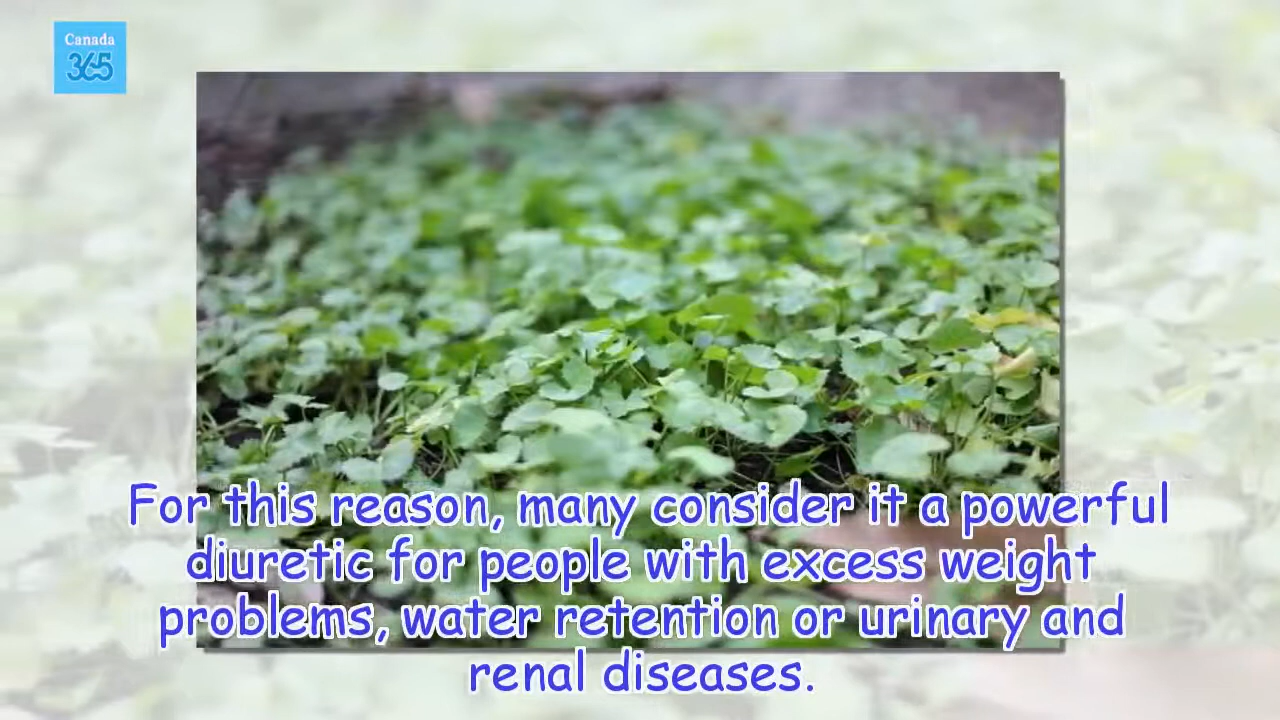 Canada
365
For this reason, many consider it a powerful
diuretic for people with excess weight
problems, water retention or urinary and
renal diseases.